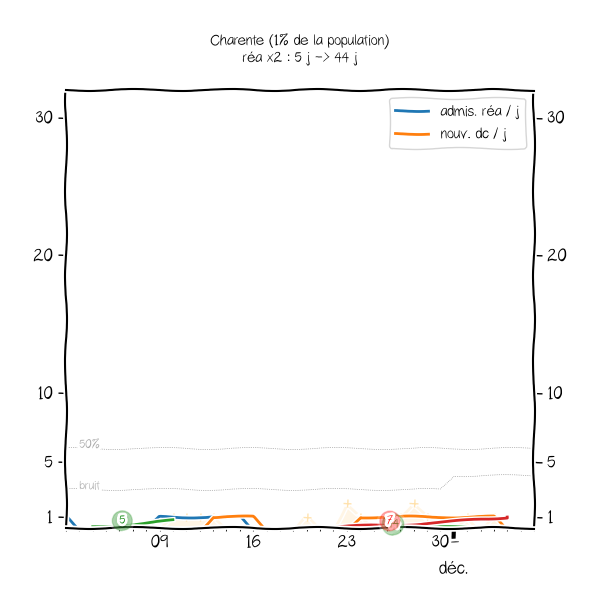 Charente (1% de la population)
réa x2 : 5 j -> 44 j
admis. réa / j
nouv. dc / j
30 30
20 20
10 10
50%
5 5
bruit
1 5 7 1
09 16 23 30
déc.